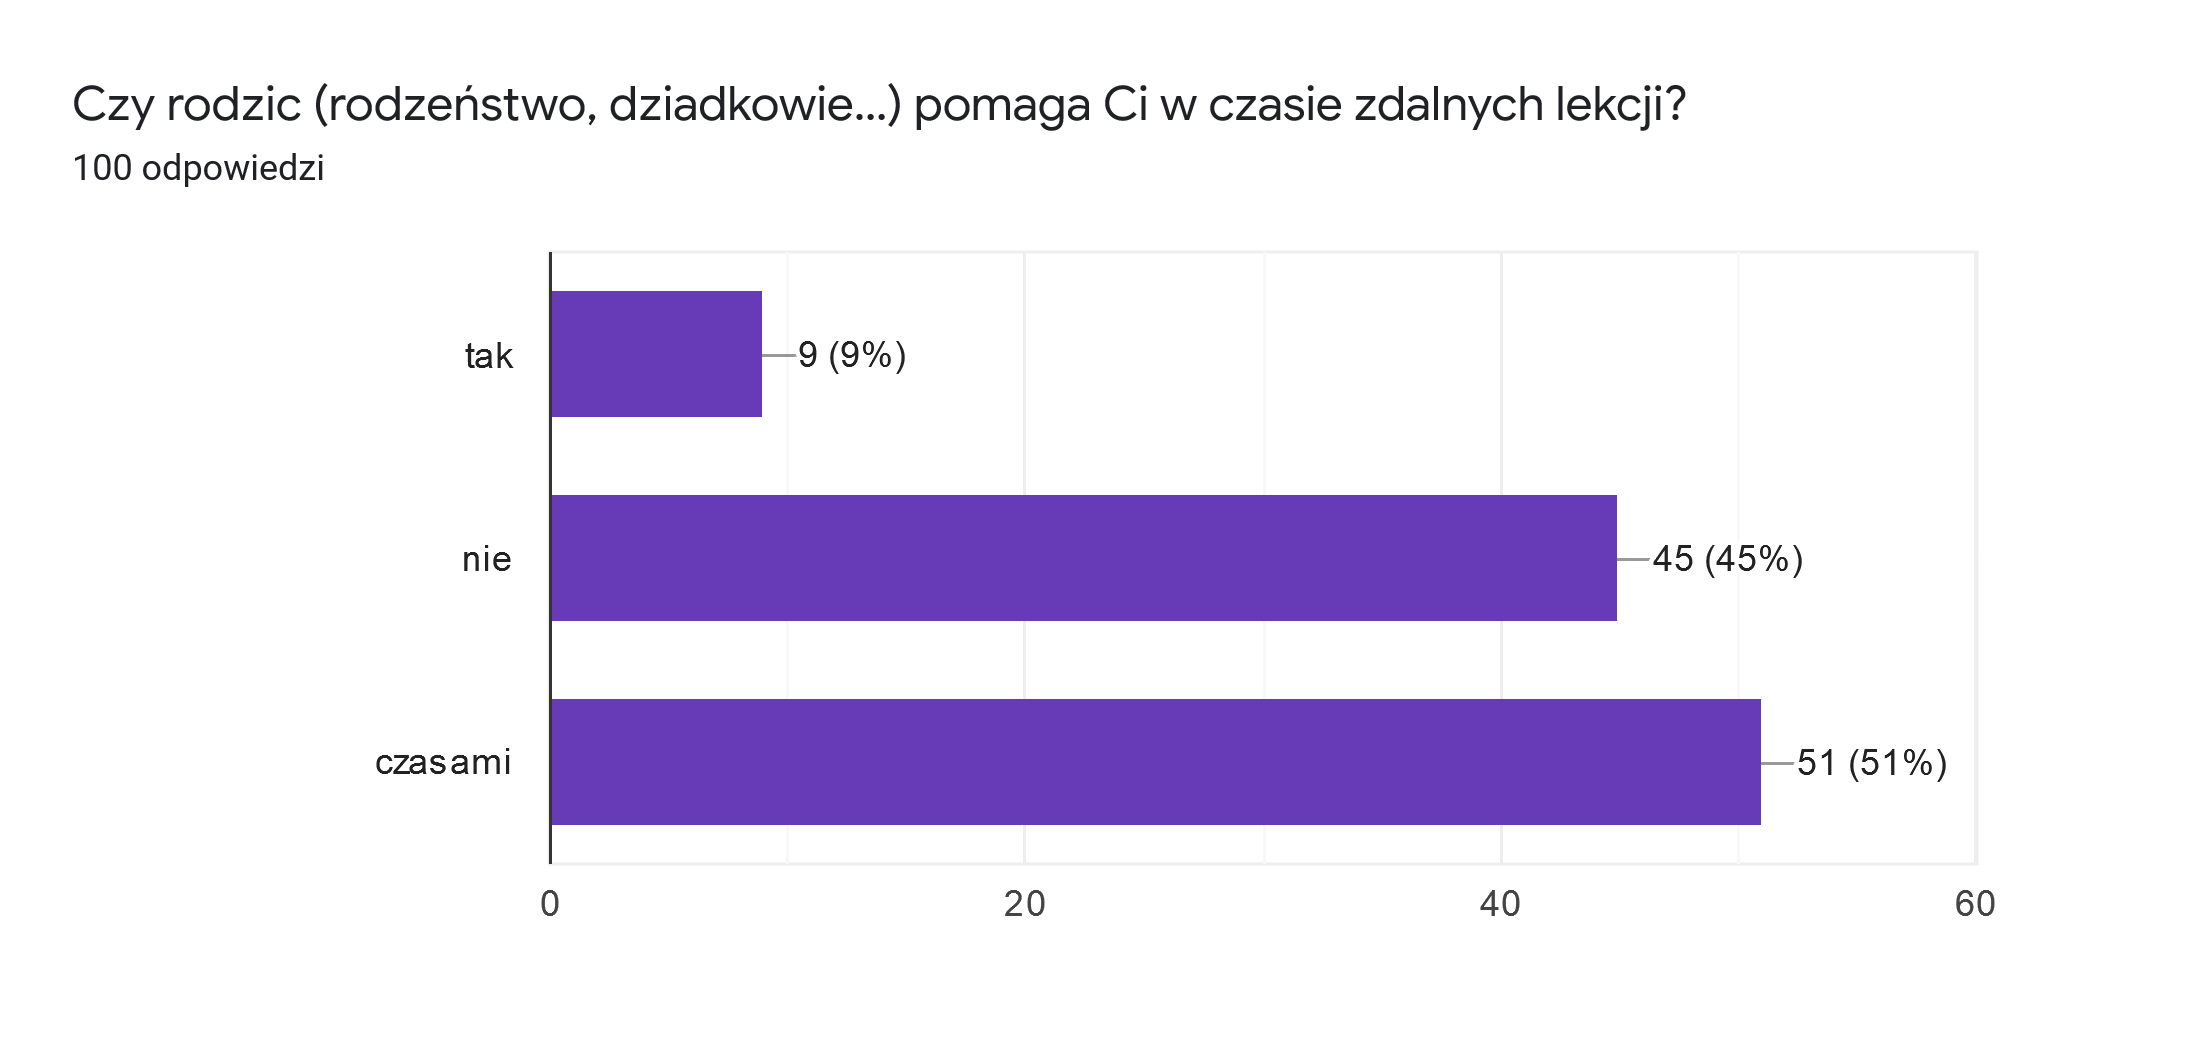 Czy rodzic (rodzeństwo, dziadkowie...) pomaga Ci w czasie zdalnych lekcji?
100 odpowiedzi
tak
9 (9%)
nie
45 (45%)
czasami
51 (51%)
0 20 40 60